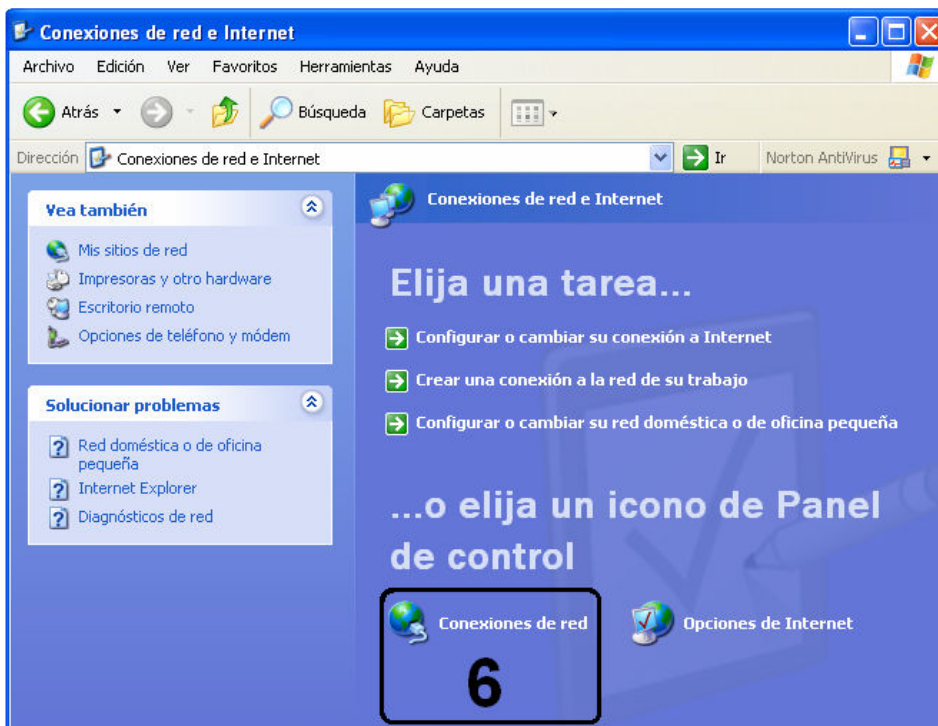 Conexiones de red e Internet
Archivo Edición Ver Favoritos Herramientas Ayuda
Atrás Búsqueda Carpetas
Dirección Conexiones de red e Internet Ir Norton AntiVirus
Vea también
Mis sitios de red
Impresoras y otro hardware
Escritorio remoto
Opciones de teléfono y módem
Solucionar problemas
Red doméstica o de oficina
pequeña
Internet Explorer
Diagnósticos de red
Conexiones de red e Internet
Elija una tarea...
Configurar o cambiar su conexión a Internet
Crear una conexión a la red de su trabajo
Configurar o cambiar su red doméstica o de oficina pequeña
...o elija un icono de Panel
de control
Conexiones de red
Opciones de Internet
6